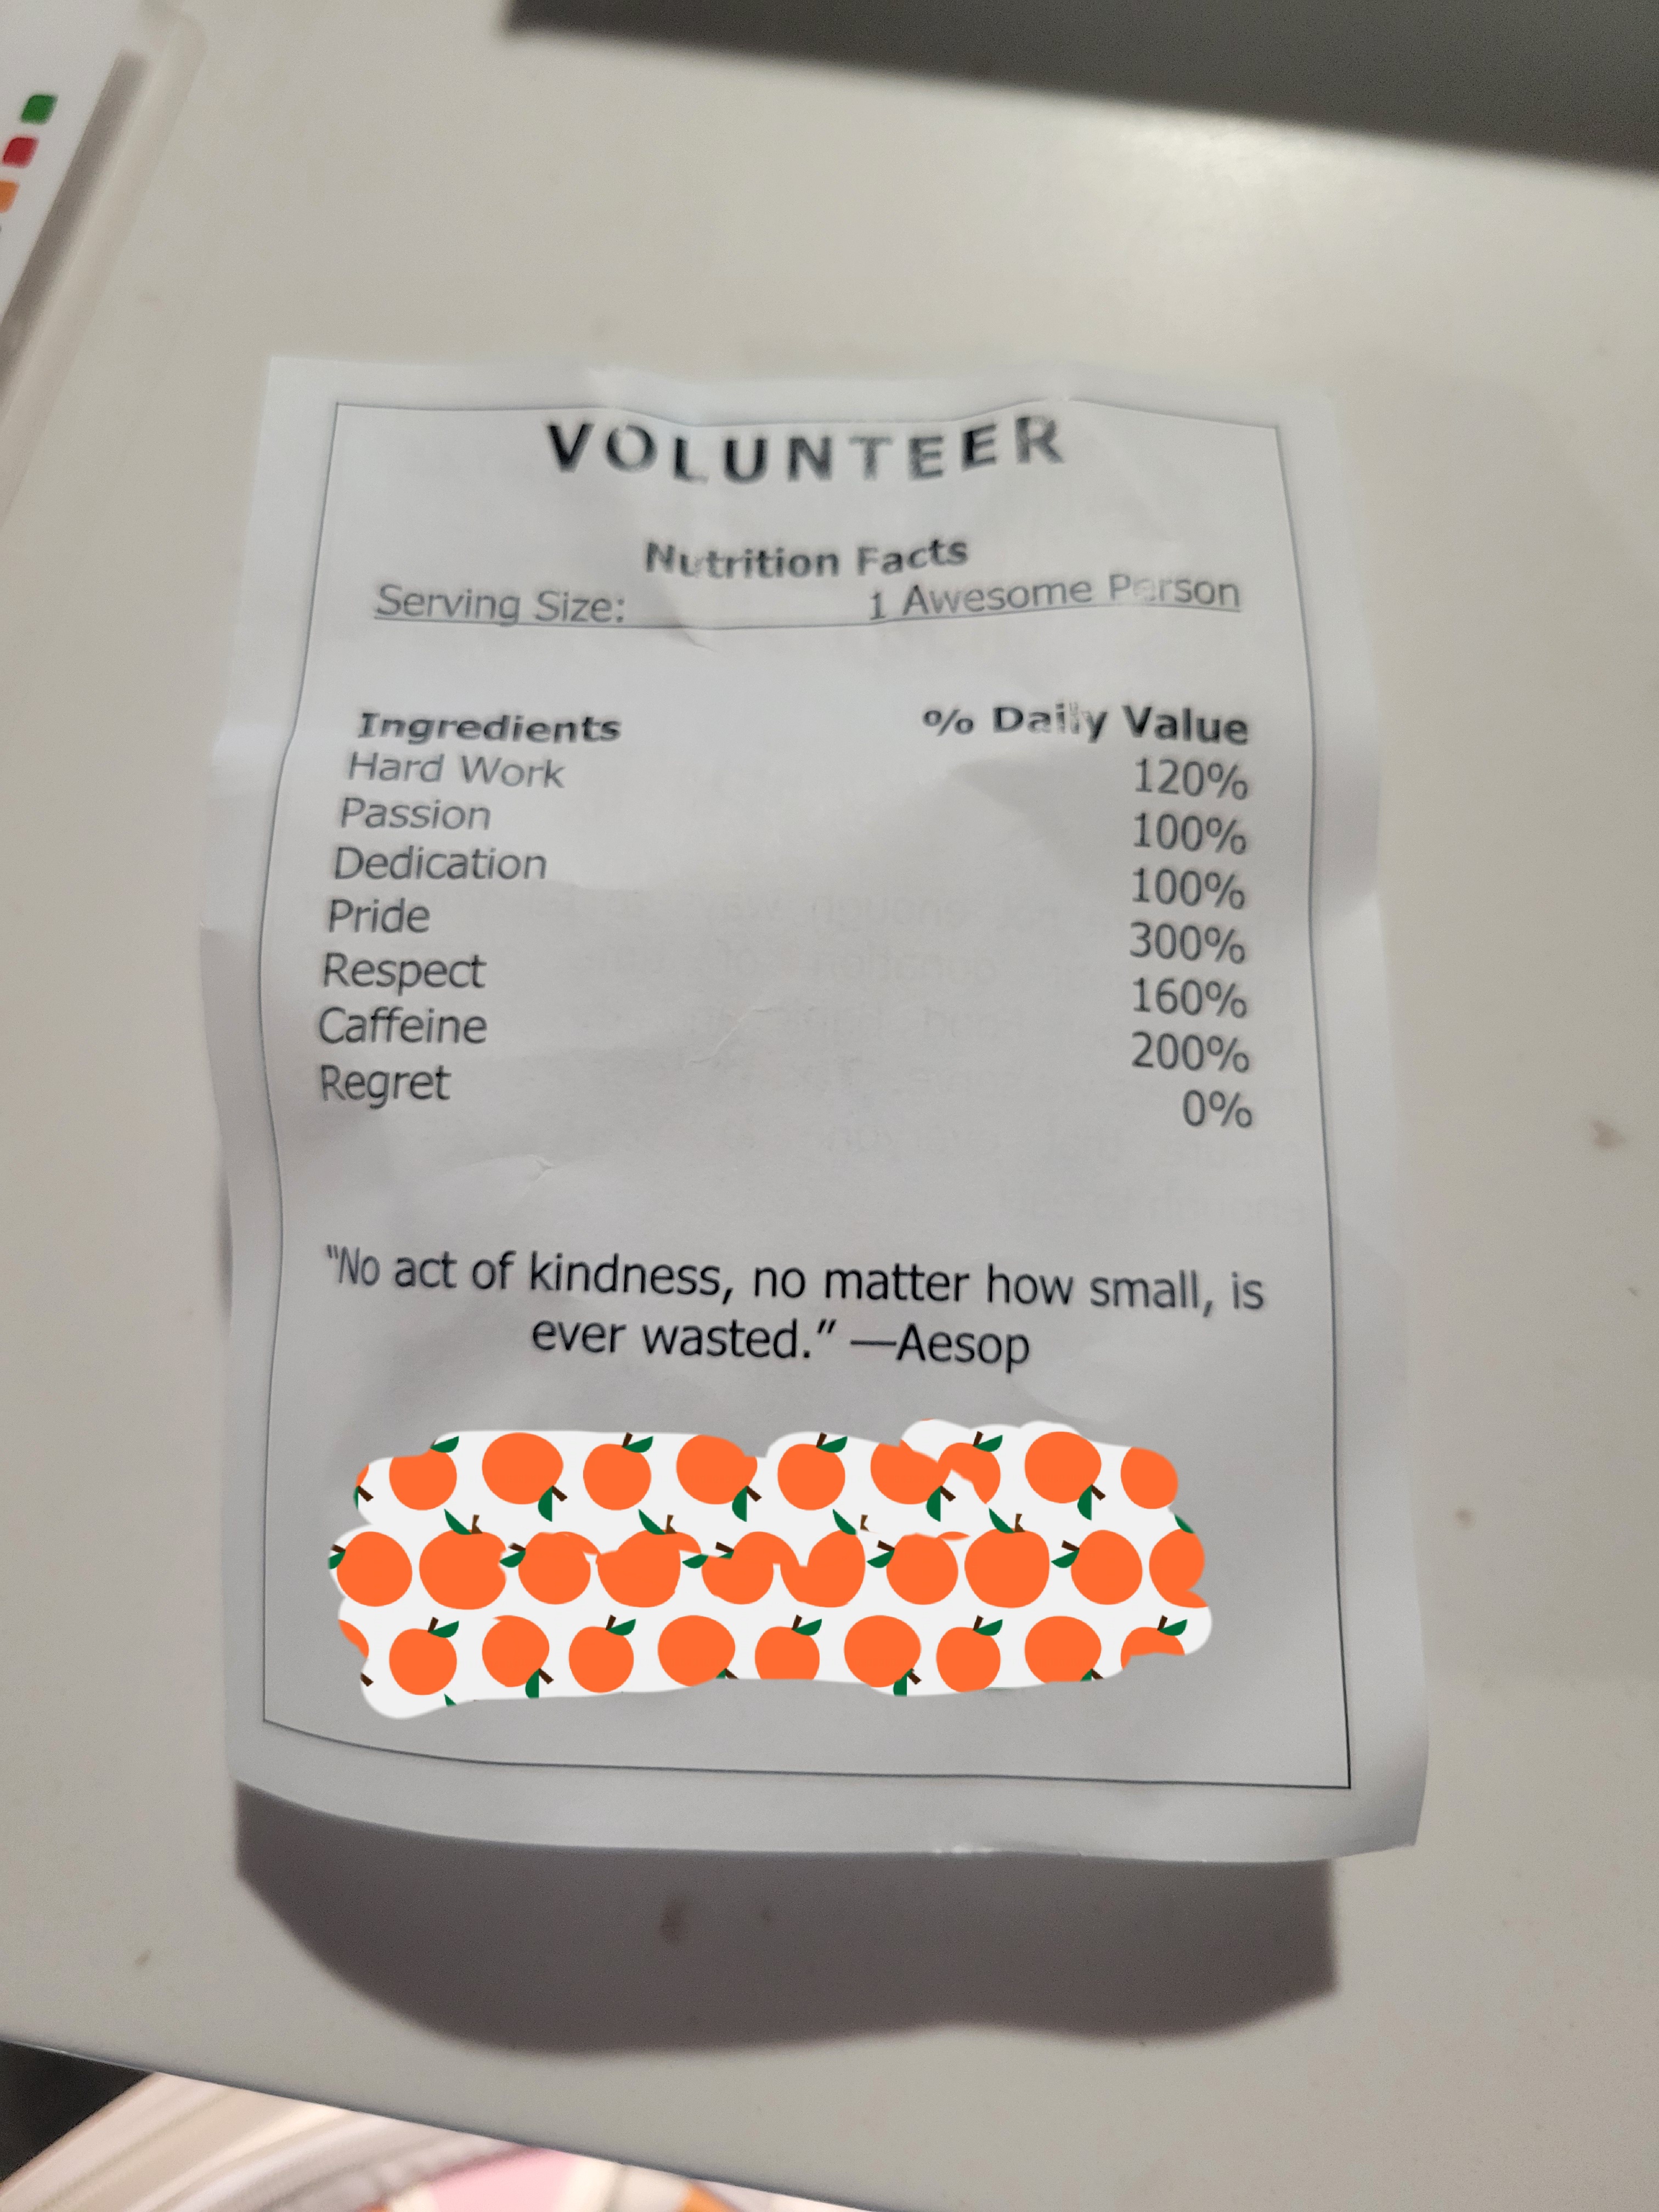 VOLUNTEER
Nutrition Facts
Serving Size: 1 Awesome Person
Ingredients % Daily Value
Hard Work 120%
Passion 100%
Dedication 100%
Pride 300%
Respect 160%
Caffeine 200%
Regret 0%
"No act of kindness, no matter how small, is
ever wasted.” —Aesop